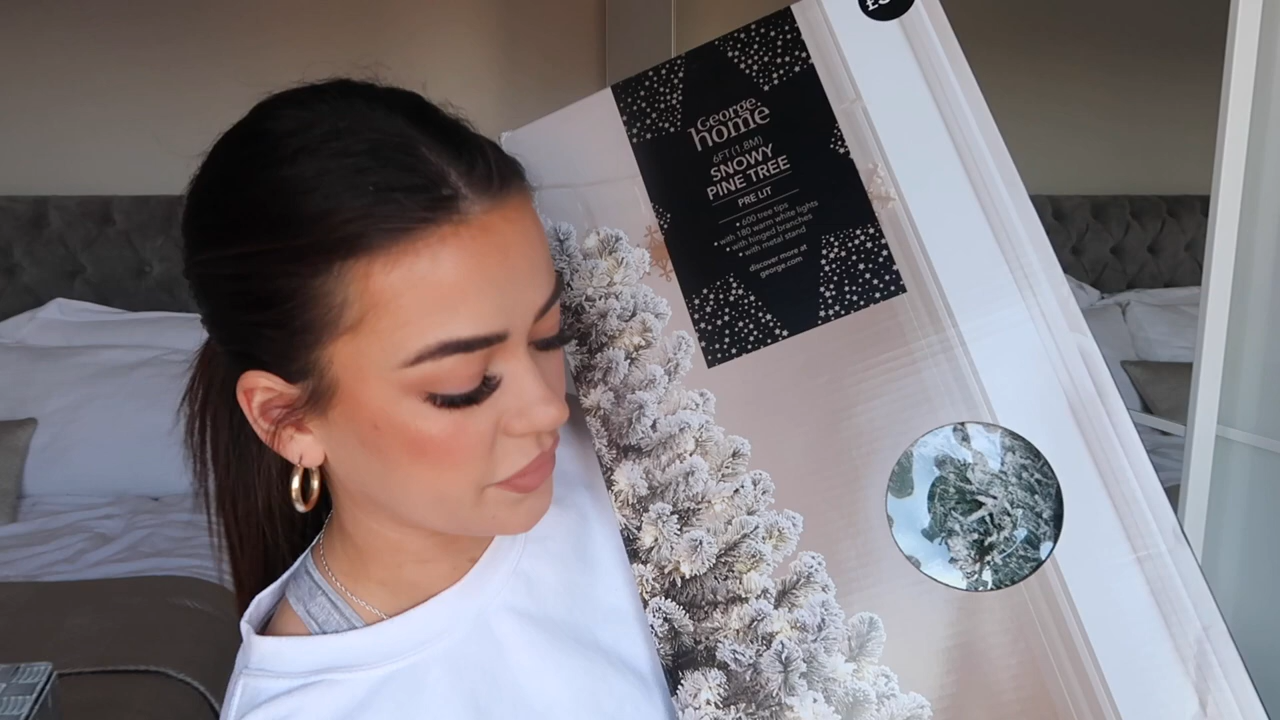 George.
home
6FT (1.8M)
SNOWY
PINE TREE
PRE LIT
• 600 tree tips
• with 180 warm white lights
• with hinged branches
• with metal stand
discover more at
george.com